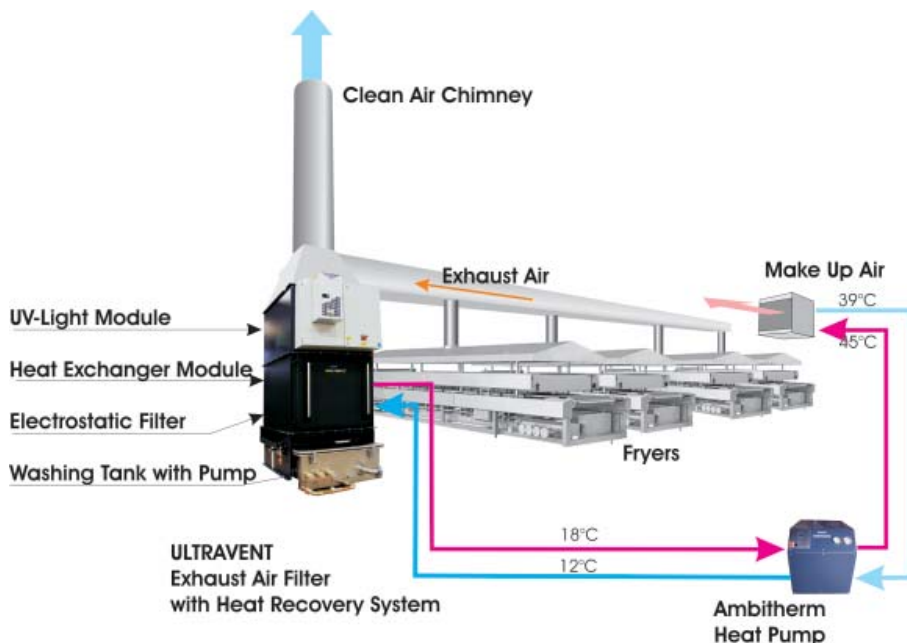 Clean Air Chimney
Exhaust Air
Make Up Air
39°C
45°C
UV-Light Module
Heat Exchanger Module
Electrostatic Filter
Washing Tank with Pump
Fryers
18°C
12°C
ULTRAVENT
Exhaust Air Filter
with Heat Recovery System
Ambitherm
Heat Pump